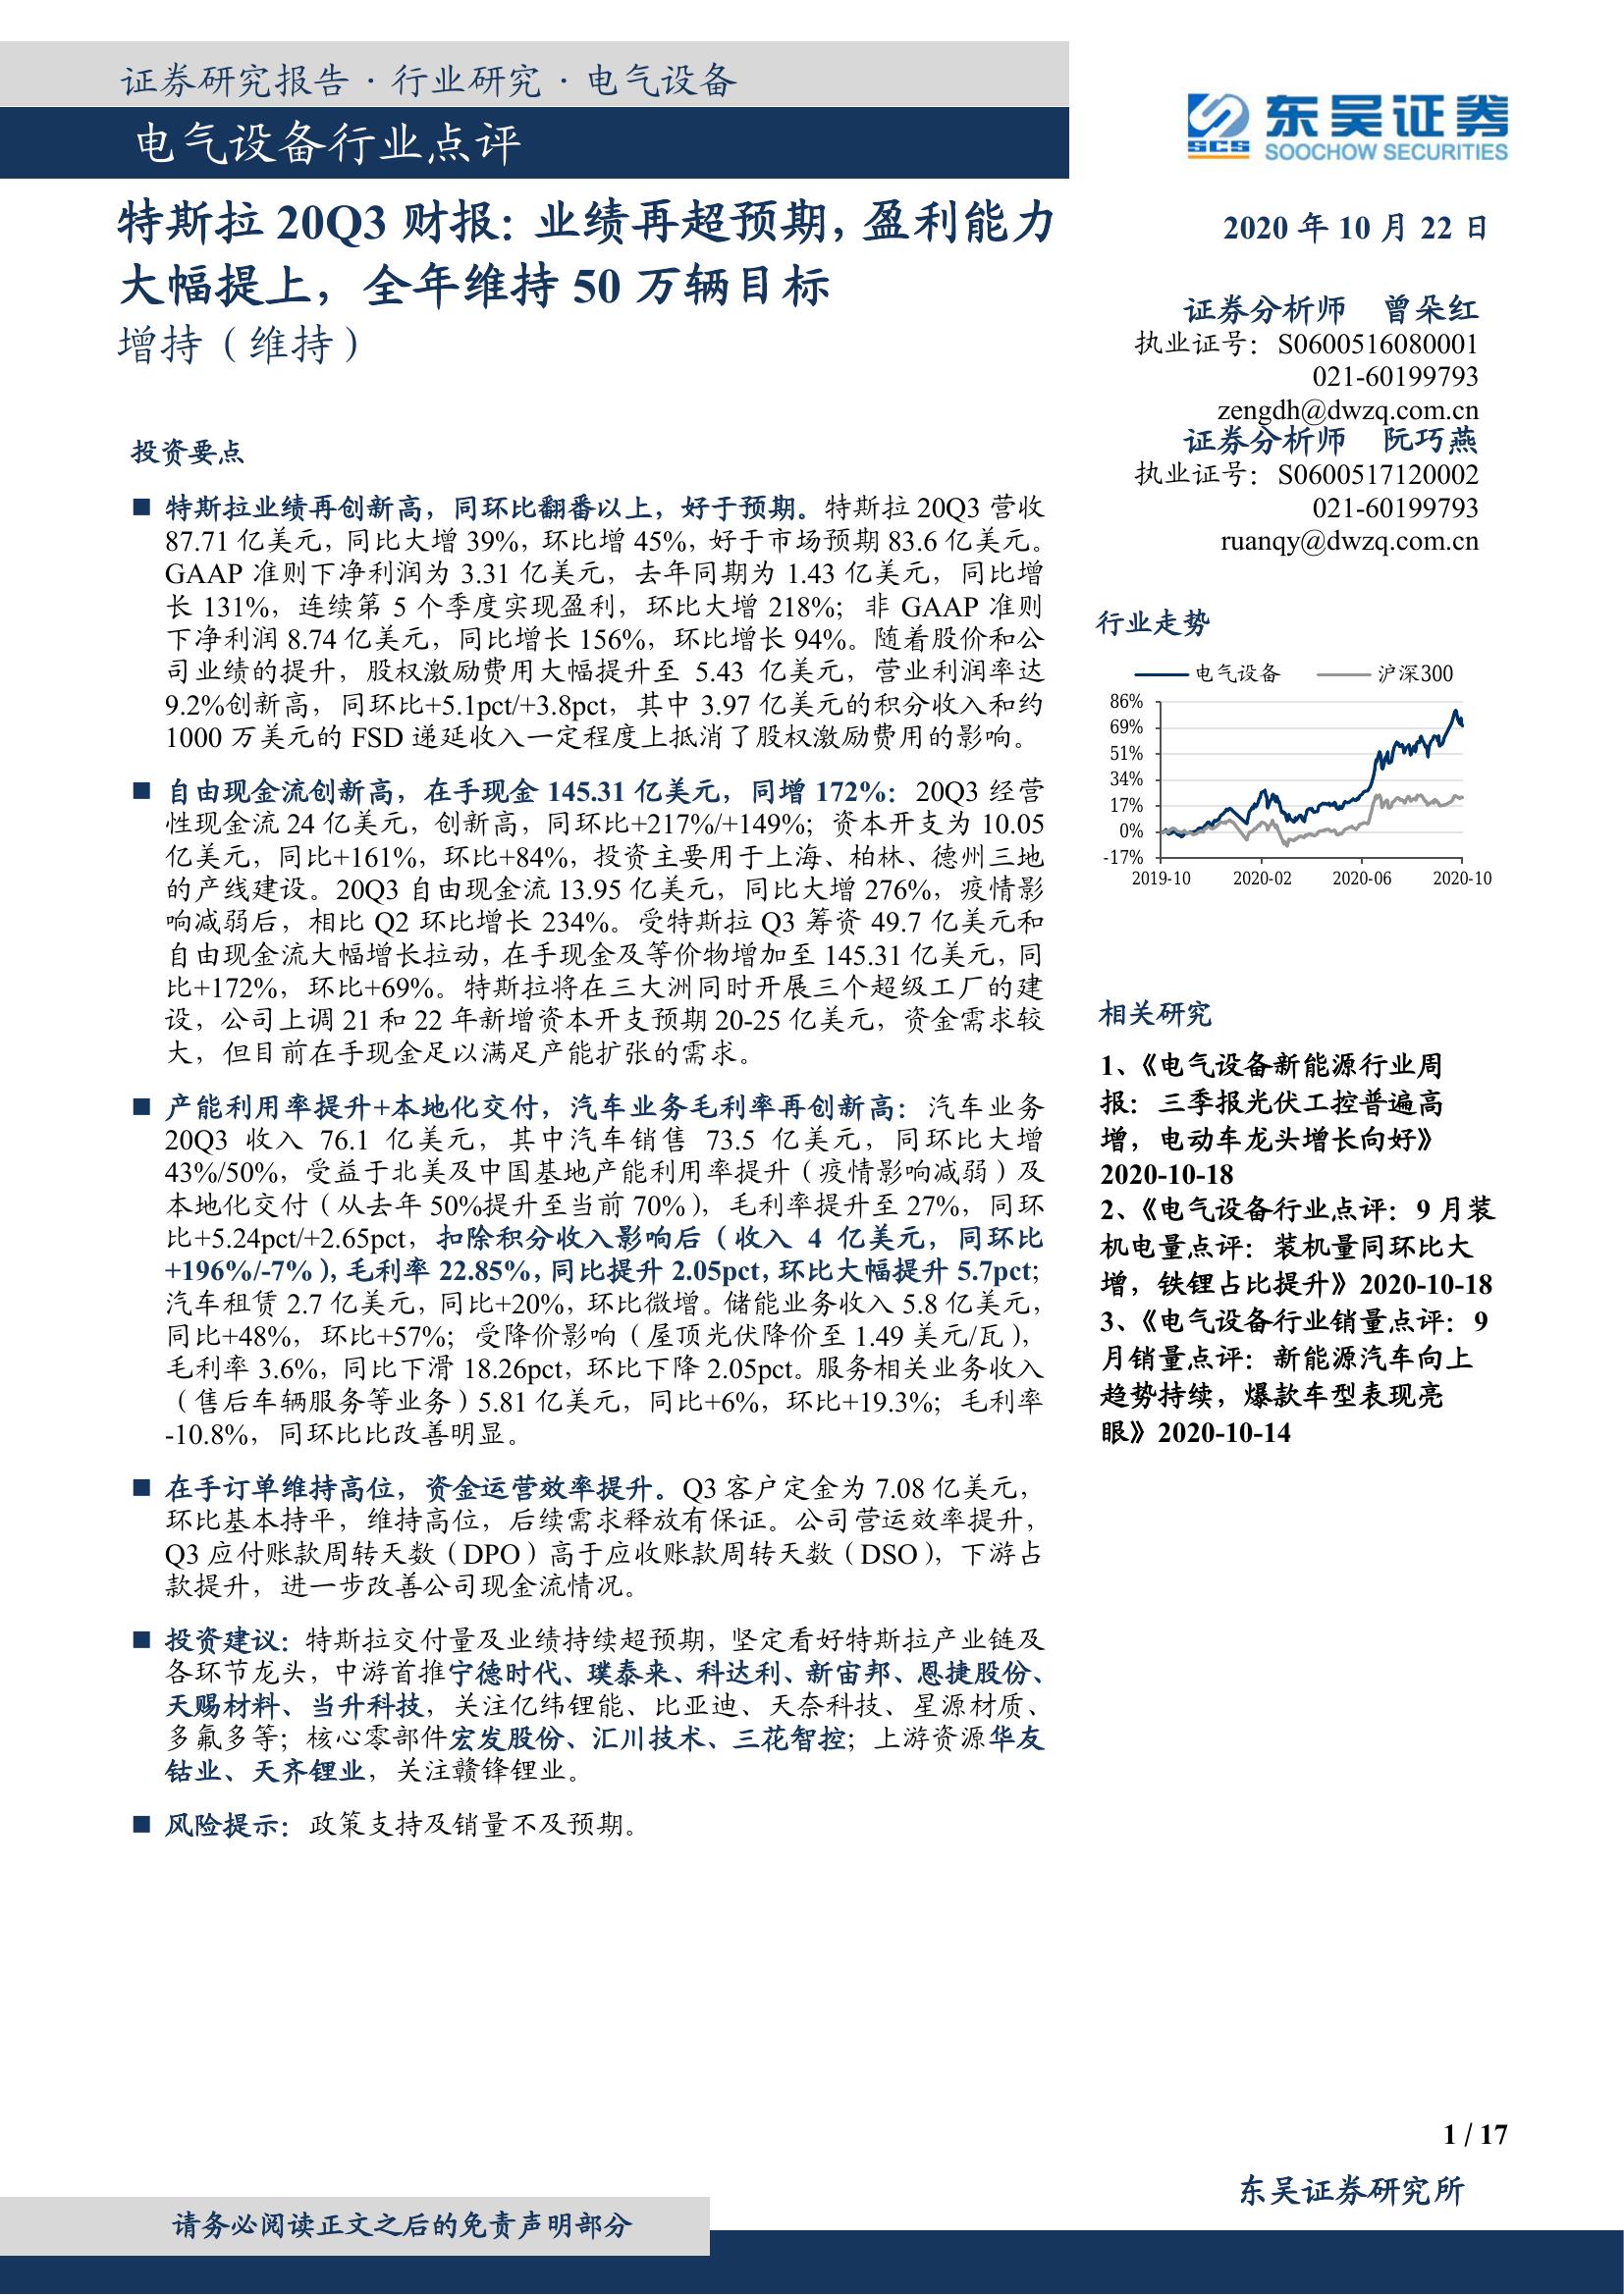 证券研究报告·行业研究·电气设备
电气设备行业点评
东吴证券
SCS
SOOCHOW SECURITIES
特斯拉 20Q3 财报：业绩再超预期，盈利能力
大幅提上，全年维持 50 万辆目标
增持（维持）
2020 年 10 月 22 日
证券分析师 曾朵红
执业证号：S0600516080001
021-60199793
zengdh@dwzq.com.cn
证券分析师 阮巧燕
执业证号：S0600517120002
021-60199793
ruanqy@dwzq.com.cn
投资要点
■ 特斯拉业绩再创新高，同环比翻番以上，好于预期。特斯拉 20Q3 营收
87.71 亿美元，同比大增 39%，环比增 45%，好于市场预期 83.6 亿美元。
GAAP 准则下净利润为 3.31 亿美元，去年同期为 1.43 亿美元，同比增
长 131%，连续第 5 个季度实现盈利，环比大增 218%；非 GAAP 准则
下净利润 8.74 亿美元，同比增长 156%，环比增长 94%。随着股价和公
司业绩的提升，股权激励费用大幅提升至 5.43 亿美元，营业利润率达
9.2%创新高，同环比+5.1pct/+3.8pct，其中 3.97 亿美元的积分收入和约
1000 万美元的 FSD 递延收入一定程度上抵消了股权激励费用的影响。
■ 自由现金流创新高，在手现金 145.31 亿美元，同增 172%：20Q3 经营
性现金流 24 亿美元，创新高，同环比+217%/+149%；资本开支为 10.05
亿美元，同比+161%，环比+84%，投资主要用于上海、柏林、德州三地
的产线建设。20Q3 自由现金流 13.95 亿美元，同比大增 276%，疫情影
响减弱后，相比 Q2 环比增长 234%。受特斯拉 Q3 筹资 49.7 亿美元和
自由现金流大幅增长拉动，在手现金及等价物增加至 145.31 亿美元，同
比+172%，环比+69%。特斯拉将在三大洲同时开展三个超级工厂的建
设，公司上调 21 和 22 年新增资本开支预期 20-25 亿美元，资金需求较
大，但目前在手现金足以满足产能扩张的需求。
■ 产能利用率提升+本地化交付，汽车业务毛利率再创新高：汽车业务
20Q3 收入 76.1 亿美元，其中汽车销售 73.5 亿美元，同环比大增
43%/50%，受益于北美及中国基地产能利用率提升（疫情影响减弱）及
本地化交付（从去年 50%提升至当前 70%），毛利率提升至 27%，同环
比+5.24pct/+2.65pct，扣除积分收入影响后（收入 4 亿美元，同环比
+196%/-7%），毛利率 22.85%，同比提升 2.05pct，环比大幅提升 5.7pct；
汽车租赁 2.7 亿美元，同比+20%，环比微增。储能业务收入 5.8 亿美元，
同比+48%，环比+57%；受降价影响（屋顶光伏降价至 1.49 美元/瓦），
毛利率 3.6%，同比下滑 18.26pct，环比下降 2.05pct。服务相关业务收入
（售后车辆服务等业务）5.81 亿美元，同比+6%，环比+19.3%；毛利率
-10.8%，同环比比改善明显。
■ 在手订单维持高位，资金运营效率提升。Q3 客户定金为 7.08 亿美元，
环比基本持平，维持高位，后续需求释放有保证。公司营运效率提升，
Q3 应付账款周转天数（DPO）高于应收账款周转天数（DSO），下游占
款提升，进一步改善公司现金流情况。
■ 投资建议：特斯拉交付量及业绩持续超预期，坚定看好特斯拉产业链及
各环节龙头，中游首推宁德时代、璞泰来、科达利、新宙邦、恩捷股份、
天赐材料、当升科技，关注亿纬锂能、比亚迪、天奈科技、星源材质、
多氟多等；核心零部件宏发股份、汇川技术、三花智控；上游资源华友
钴业、天齐锂业，关注赣锋锂业。
■ 风险提示：政策支持及销量不及预期。
行业走势
电气设备 沪深300
86%
69%
51%
34%
17%
0%
-17%
2019-10 2020-02 2020-06 2020-10
相关研究
1、《电气设备新能源行业周
报：三季报光伏工控普遍高
增，电动车龙头增长向好》
2020-10-18
2、《电气设备行业点评：9 月装
机电量点评：装机量同环比大
增，铁锂占比提升》2020-10-18
3、《电气设备行业销量点评：9
月销量点评：新能源汽车向上
趋势持续，爆款车型表现亮
眼》2020-10-14
1 / 17
东吴证券研究所
请务必阅读正文之后的免责声明部分